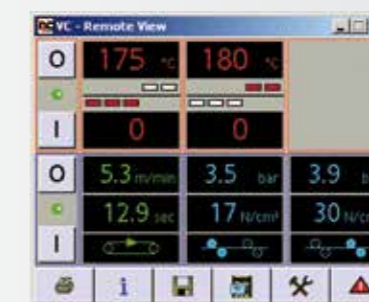 VC - Remote View
O 175 °C 180 °C
I 0 0
O 5.3 m/min 3.5 bar 3.9
12.9 sec 17 N/cm² 30 N/cm
I
i